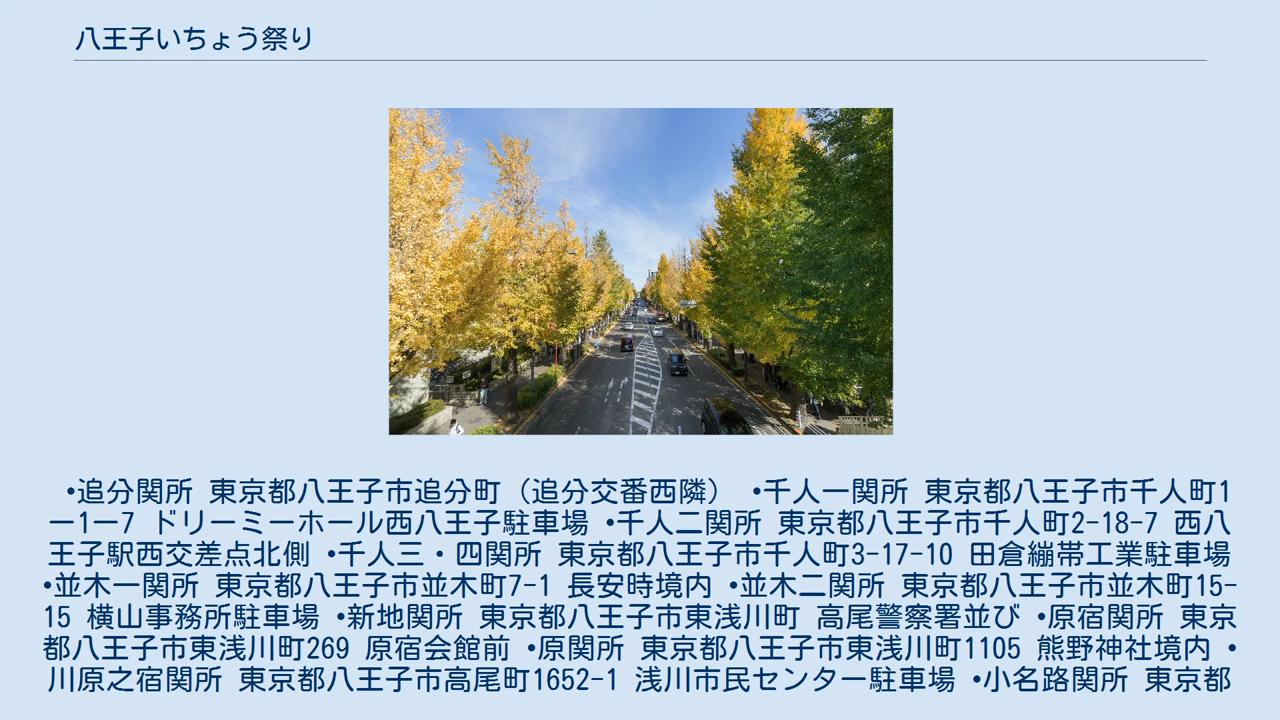 八王子いちょう祭り
•追分関所 東京都八王子市追分町（追分交番西隣） •千人一関所 東京都八王子市千人町1
ー1ー7 ドリーミーホール西八王子駐車場 •千人二関所 東京都八王子市千人町2-18-7 西八
王子駅西交差点北側 •千人三・四関所 東京都八王子市千人町3-17-10 田倉繃帯工業駐車場
•並木一関所 東京都八王子市並木町7-1 長安時境内 •並木二関所 東京都八王子市並木町15-
15 横山事務所駐車場 •新地関所 東京都八王子市東浅川町 高尾警察署並び •原宿関所 東京
都八王子市東浅川町269 原宿会館前 •原関所 東京都八王子市東浅川町1105 熊野神社境内 •
川原之宿関所 東京都八王子市高尾町1652-1 浅川市民センター駐車場 •小名路関所 東京都